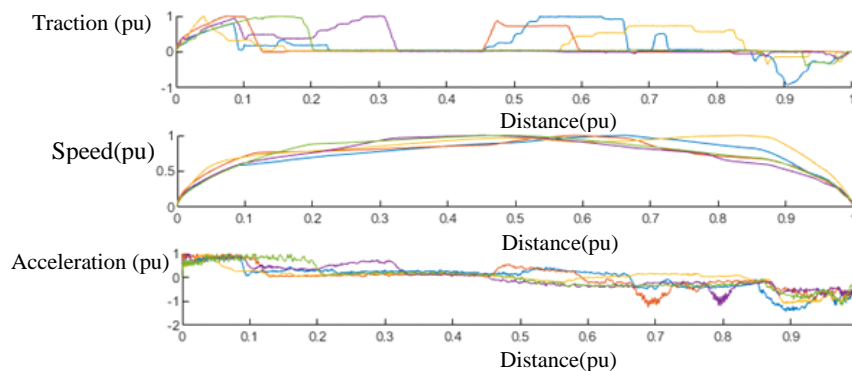 Traction (pu)
1
0
-1
0 0.1 0.2 0.3 0.4 0.5 0.6 0.7 0.8 0.9 1
Distance(pu)
Speed(pu)
1
0.5
0 0.1 0.2 0.3 0.4 0.5 0.6 0.7 0.8 0.9
Distance(pu)
Acceleration (pu)
1
0
-1
-2
0.1 0.2 0.3 0.4 0.5 0.6 0.7 0.8 0.9
Distance(pu)